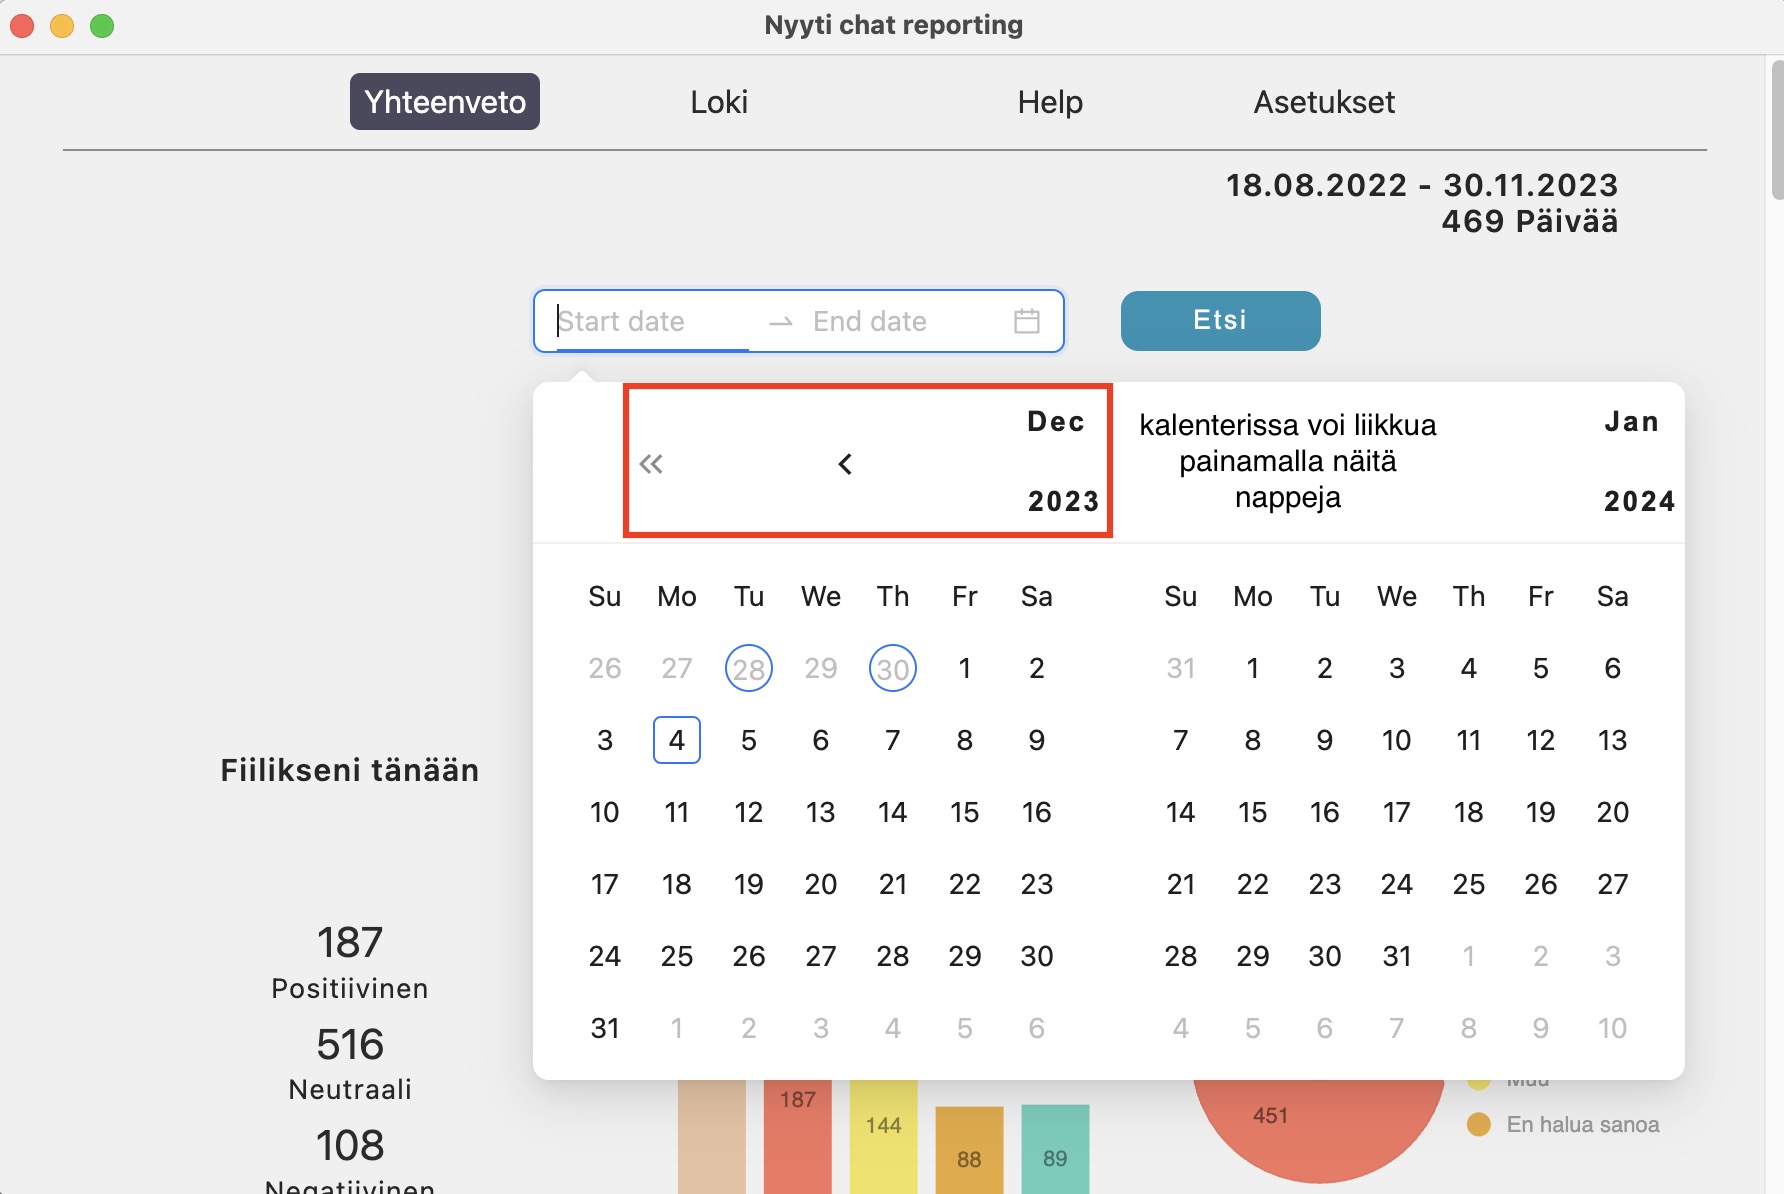 Nyyti chat reporting
Yhteenveto Loki Help Asetukset
18.08.2022 - 30.11.2023
469 Päivää
Start date End date Etsi
Dec
2023
kalenterissa voi liikkua
painamalla näitä
nappeja
Jan
2024
Su Mo Tu We Th Fr Sa
26 27 28 29 30 1 2
3 4 5 6 7 8 9
10 11 12 13 14 15 16
17 18 19 20 21 22 23
24 25 26 27 28 29 30
31 1 2 3 4 5 6
Su Mo Tu We Th Fr Sa
31 1 2 3 4 5 6
7 8 9 10 11 12 13
14 15 16 17 18 19 20
21 22 23 24 25 26 27
28 29 30 31 1 2 3
4 5 6 7 8 9 10
Fiilikseni tänään
187
Positiivinen
516
Neutraali
108
Negatiivinen
187
144
88
89
451
Muu
En halua sanoa